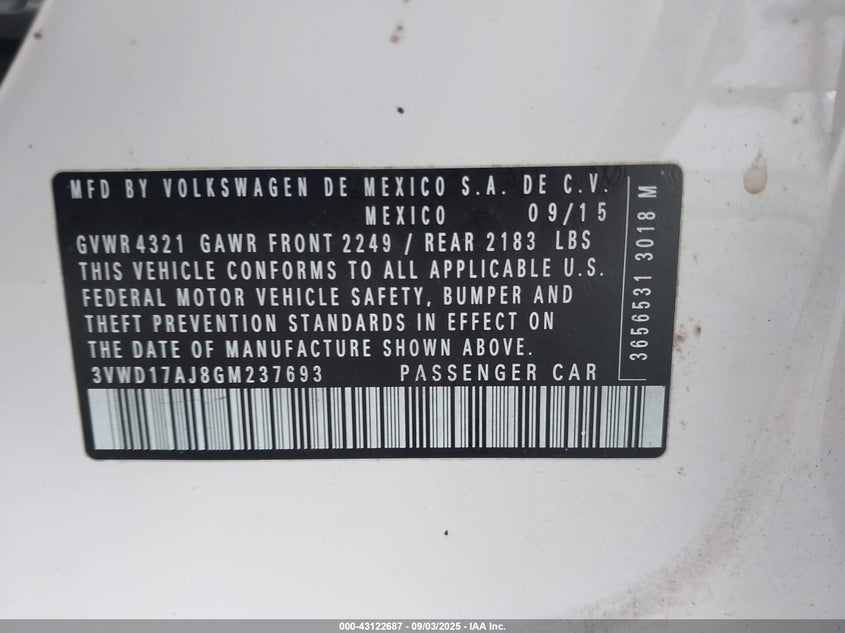 MFD BY VOLKSWAGEN DE MEXICO S.A. DE C.V.
MEXICO 09/15
GVWR 4321 GAWR FRONT 2249 / REAR 2183 LBS
THIS VEHICLE CONFORMS TO ALL APPLICABLE U.S.
FEDERAL MOTOR VEHICLE SAFETY, BUMPER AND
THEFT PREVENTION STANDARDS IN EFFECT ON
THE DATE OF MANUFACTURE SHOWN ABOVE.
3VWD17AJ8GM237693 PASSENGER CAR
3656531 3018 M
000-43122687 - 09/03/2025 - IAA Inc.